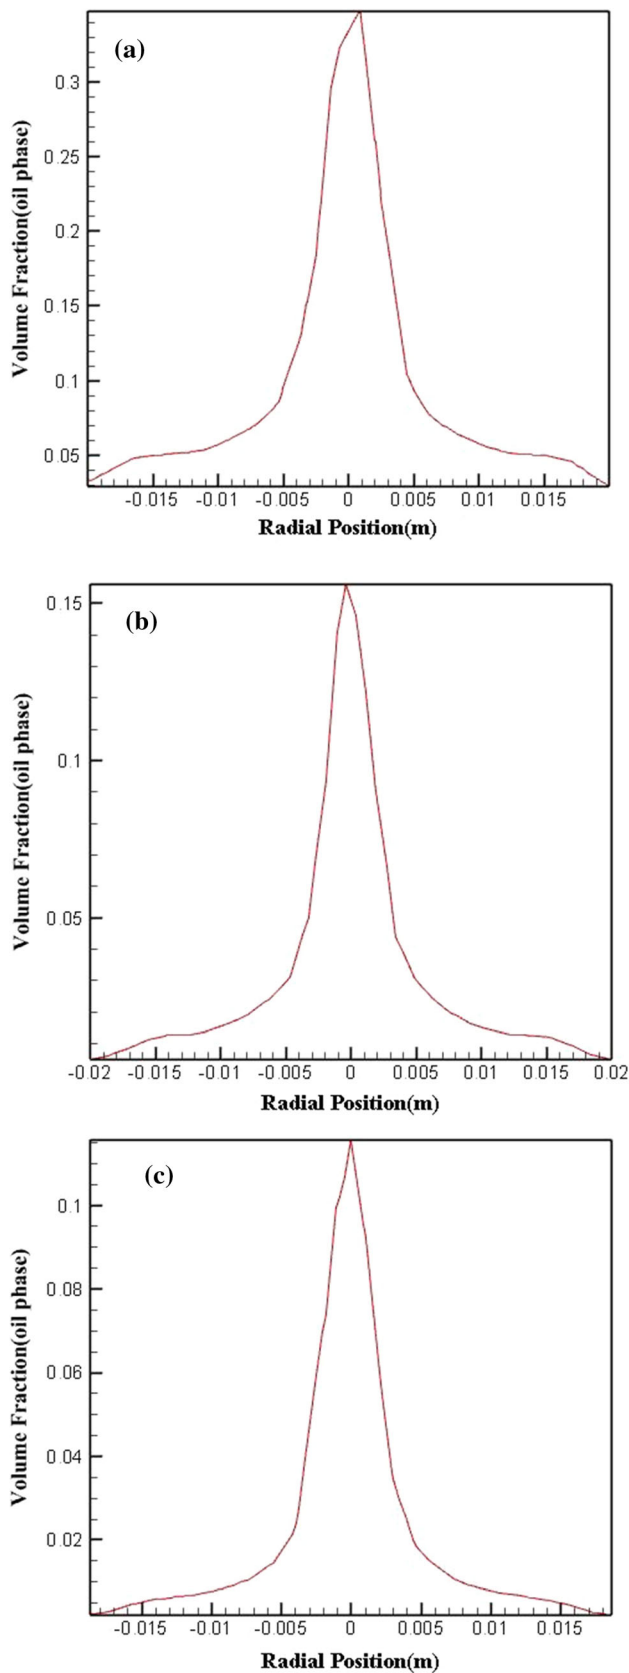 (a)
Volume Fraction(oil phase)
0.3
0.25
0.2
0.15
0.1
0.05
-0.015 -0.01 -0.005 0 0.005 0.01 0.015
Radial Position(m)
(b)
Volume Fraction(oil phase)
0.15
0.1
0.05
-0.02 -0.015 -0.01 -0.005 0 0.005 0.01 0.015 0.02
Radial Position(m)
(c)
Volume Fraction(oil phase)
0.1
0.08
0.06
0.04
0.02
-0.015 -0.01 -0.005 0 0.005 0.01 0.015
Radial Position(m)